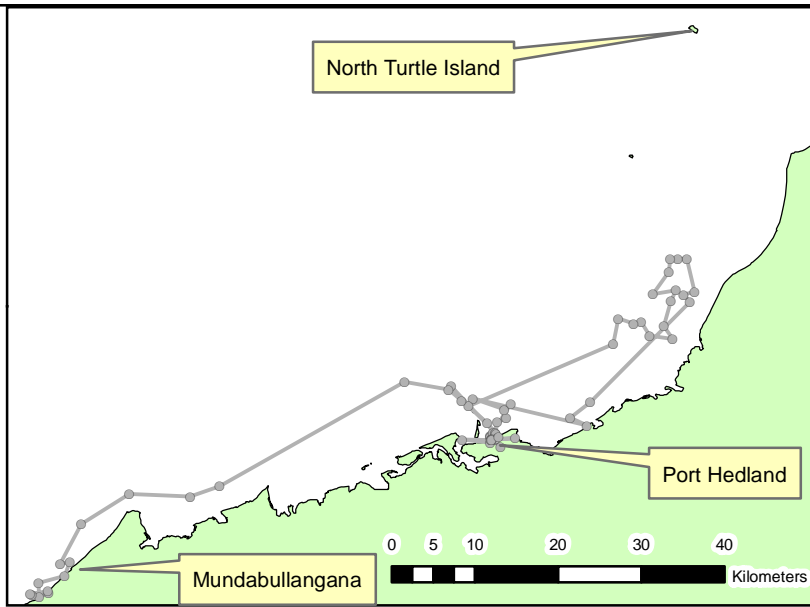 North Turtle Island
Port Hedland
0 5 10 20 30 40
Kilometers
Mundabullangana